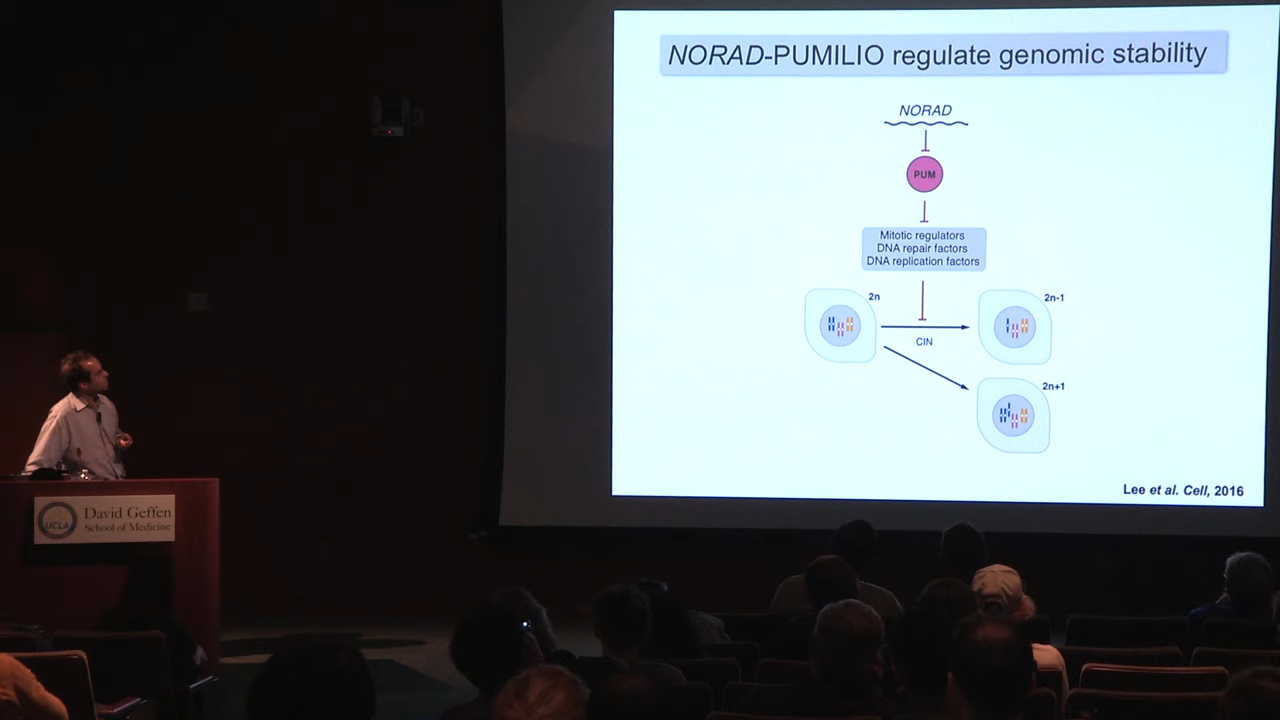 NORAD-PUMILIO regulate genomic stability
NORAD
PUM
Mitotic regulators
DNA repair factors
DNA replication factors
2n
2n-1
CIN
2n+1
Lee et al. Cell, 2016
UCLA
David Geffen
School of Medicine